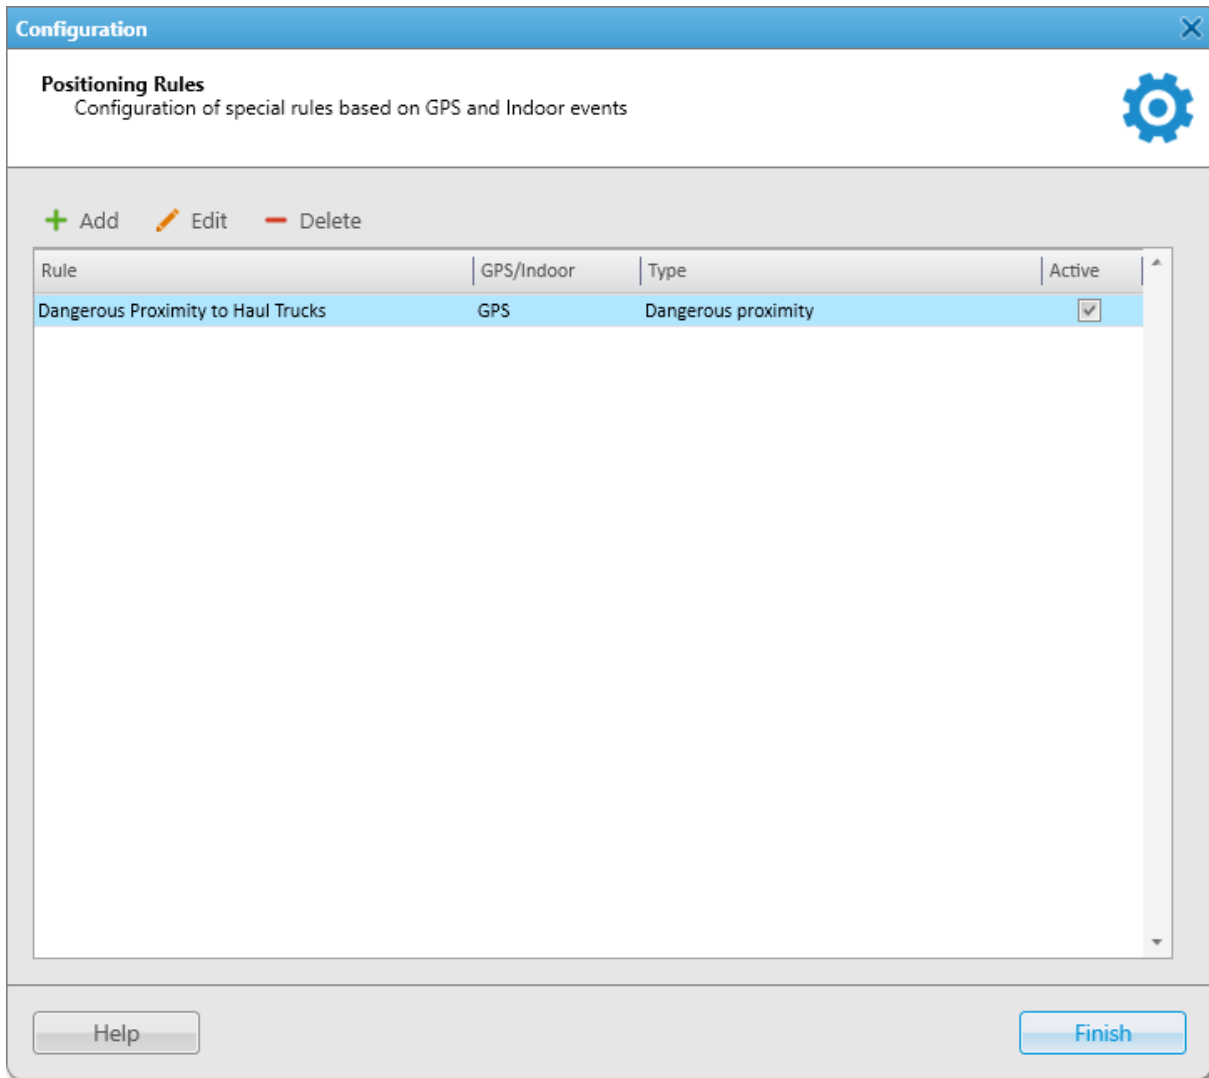 Configuration
Positioning Rules
Configuration of special rules based on GPS and Indoor events
Add Edit Delete
Rule GPS/Indoor Type Active
Dangerous Proximity to Haul Trucks GPS Dangerous proximity
Help Finish